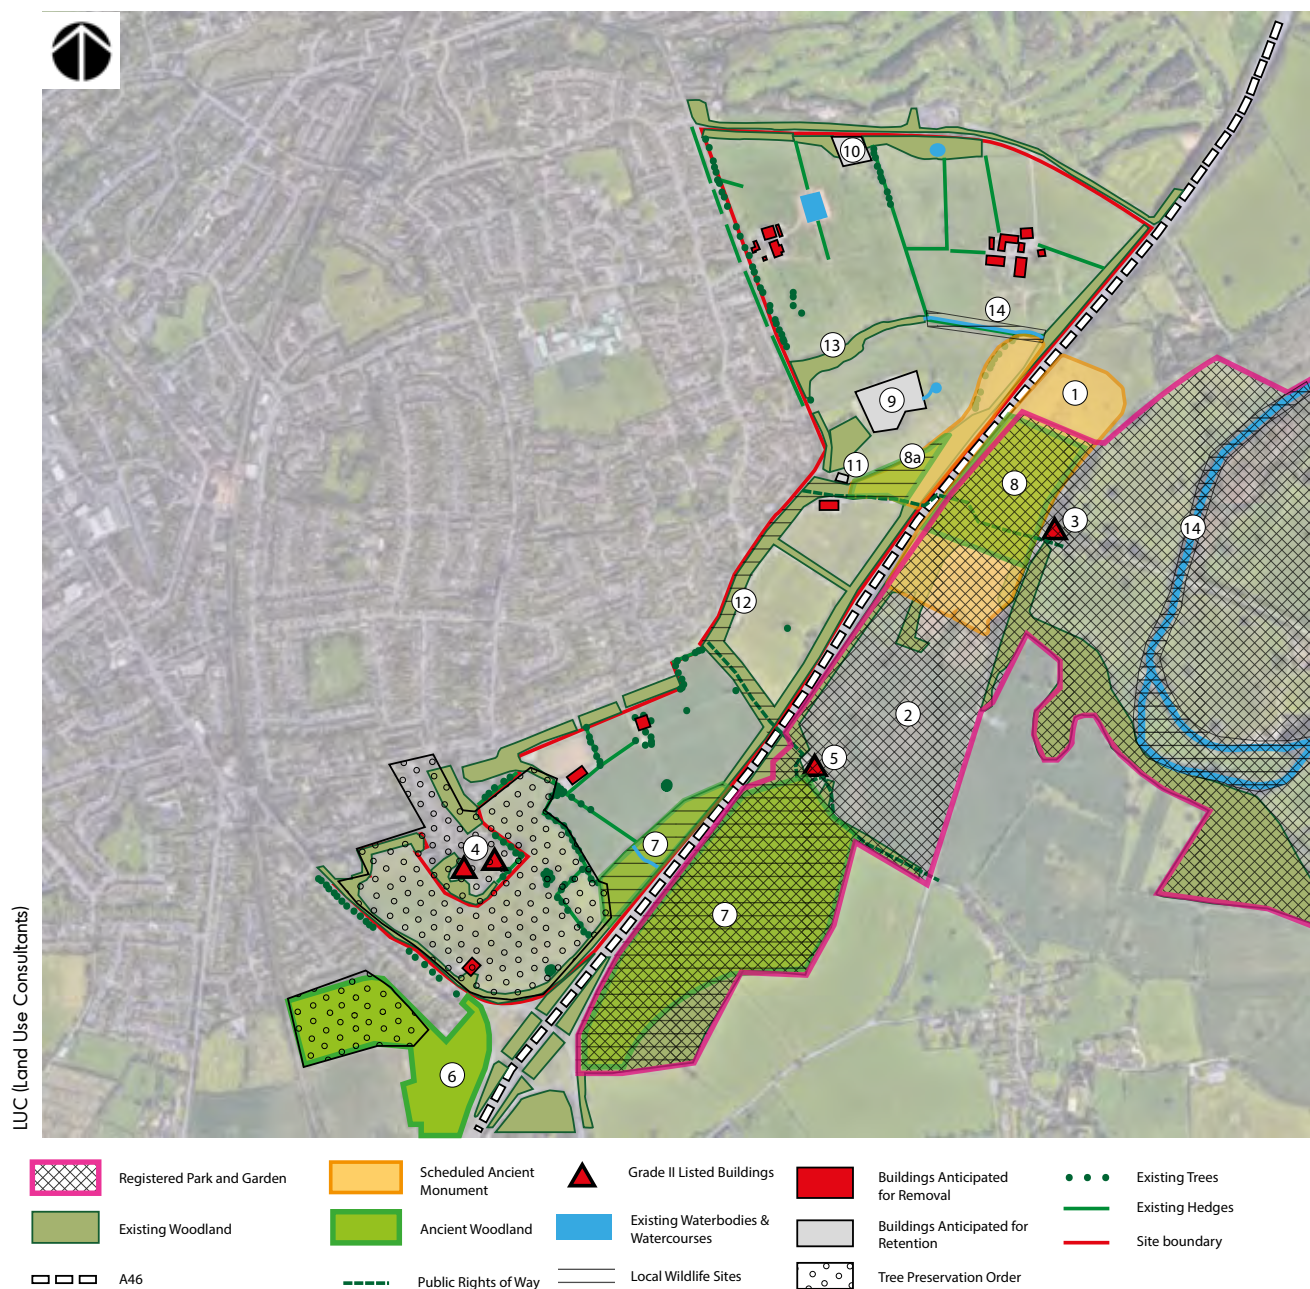 10
14
13
1
9
8a
11
8
3
14
12
2
5
4
7
7
6
LUC (Land Use Consultants)
Registered Park and Garden
Scheduled Ancient
Monument
Grade II Listed Buildings
Buildings Anticipated
for Removal
Existing Trees
Existing Woodland
Ancient Woodland
Existing Waterbodies &
Watercourses
Buildings Anticipated for
Retention
Existing Hedges
Site boundary
A46
Public Rights of Way
Local Wildlife Sites
Tree Preservation Order